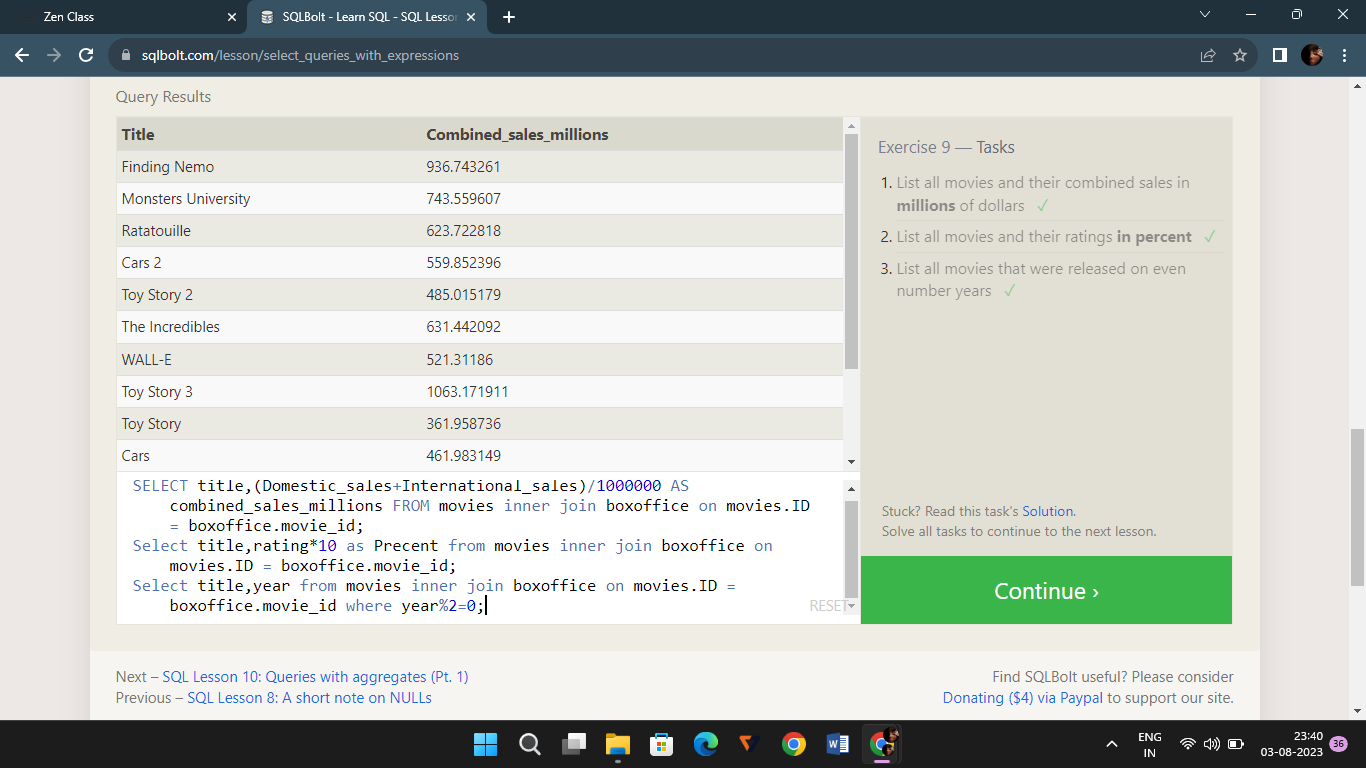 Zen Class
SQLBolt - Learn SQL - SQL Lesson
sqlbolt.com/lesson/select_queries_with_expressions
Query Results
Title Combined_sales_millions
Finding Nemo 936.743261
Monsters University 743.559607
Ratatouille 623.722818
Cars 2 559.852396
Toy Story 2 485.015179
The Incredibles 631.442092
WALL-E 521.31186
Toy Story 3 1063.171911
Toy Story 361.958736
Cars 461.983149
SELECT title,(Domestic_sales+International_sales)/1000000 AS
combined_sales_millions FROM movies inner join boxoffice on movies.ID
= boxoffice.movie_id;
Select title,rating*10 as Precent from movies inner join boxoffice on
movies.ID = boxoffice.movie_id;
Select title,year from movies inner join boxoffice on movies.ID =
boxoffice.movie_id where year%2=0;
RESET
Exercise 9 — Tasks
1. List all movies and their combined sales in
millions of dollars ✓
2. List all movies and their ratings in percent ✓
3. List all movies that were released on even
number years ✓
Stuck? Read this task's Solution.
Solve all tasks to continue to the next lesson.
Continue ›
Next – SQL Lesson 10: Queries with aggregates (Pt. 1)
Previous – SQL Lesson 8: A short note on NULLs
Find SQLBolt useful? Please consider
Donating ($4) via Paypal to support our site.
ENG
IN
23:40
03-08-2023
36